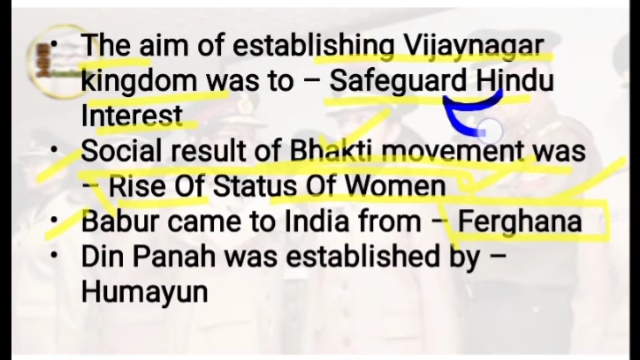 • The aim of establishing Vijaynagar
kingdom was to – Safeguard Hindu
Interest
• Social result of Bhakti movement was
– Rise Of Status Of Women
• Babur came to India from – Ferghana
• Din Panah was established by –
Humayun